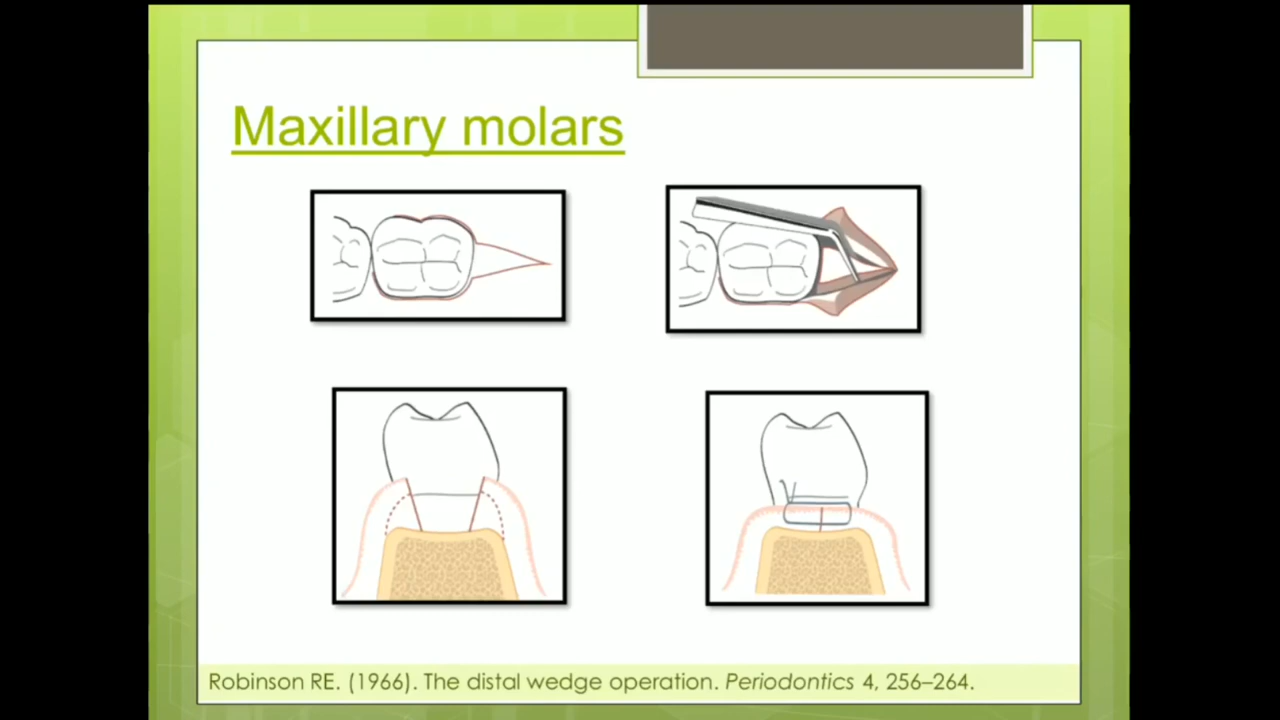 Maxillary molars
Robinson RE. (1966). The distal wedge operation. Periodontics 4, 256–264.